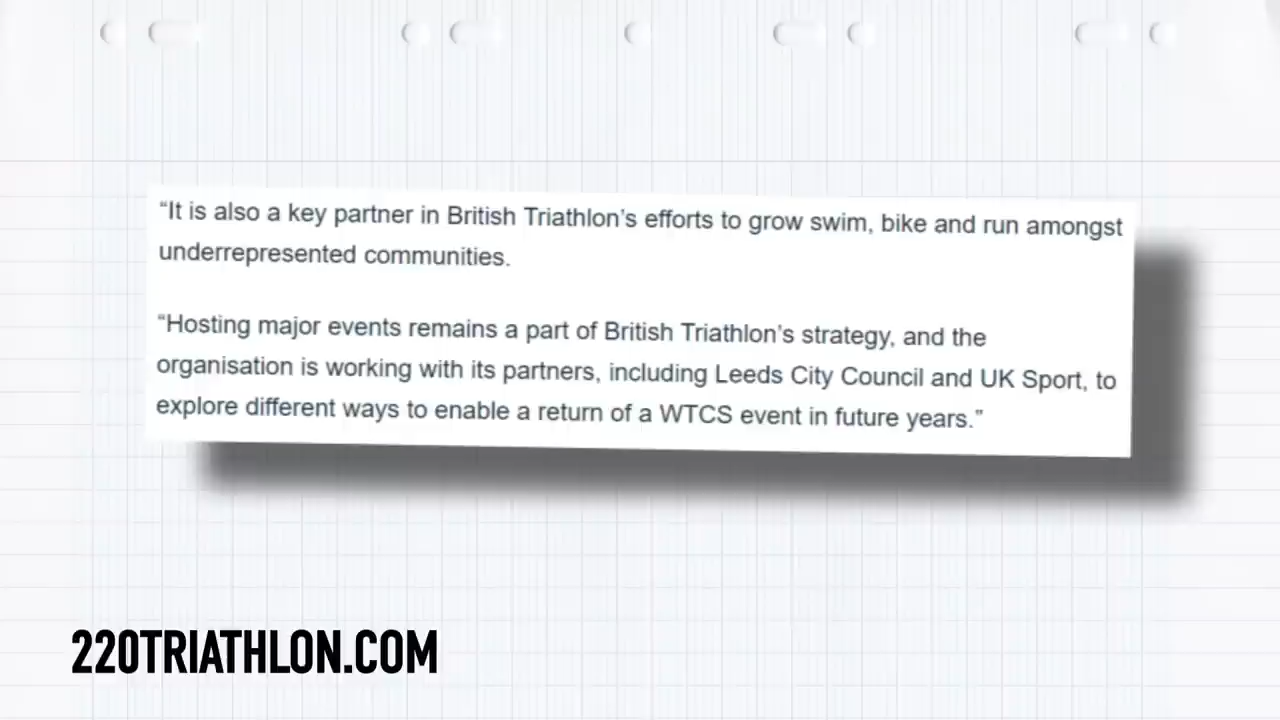 “It is also a key partner in British Triathlon’s efforts to grow swim, bike and run amongst
underrepresented communities.
“Hosting major events remains a part of British Triathlon’s strategy, and the
organisation is working with its partners, including Leeds City Council and UK Sport, to
explore different ways to enable a return of a WTCS event in future years.”
220TRIATHLON.COM